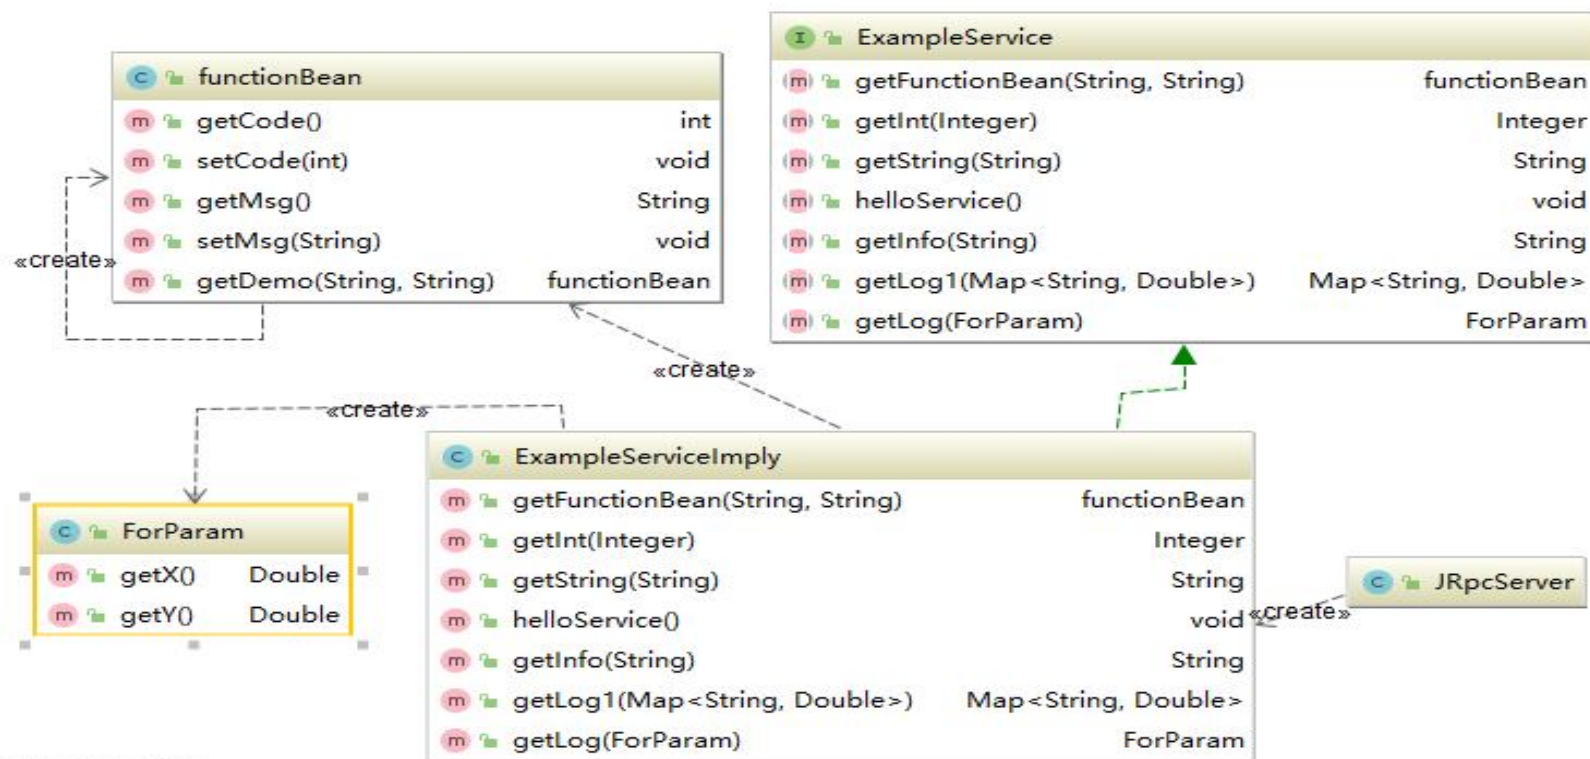 functionBean
getCode() int
setCode(int) void
getMsg() String
setMsg(String) void
getDemo(String, String) functionBean
«create»
ExampleService
getFunctionBean(String, String) functionBean
getInt(Integer) Integer
getString(String) String
helloService() void
getInfo(String) String
getLog1(Map<String, Double>) Map<String, Double>
getLog(ForParam) ForParam
«create»
«create»
ForParam
getX() Double
getY() Double
ExampleServiceImply
getFunctionBean(String, String) functionBean
getInt(Integer) Integer
getString(String) String
helloService() void
getInfo(String) String
getLog1(Map<String, Double>) Map<String, Double>
getLog(ForParam) ForParam
«create»
JRpcServer